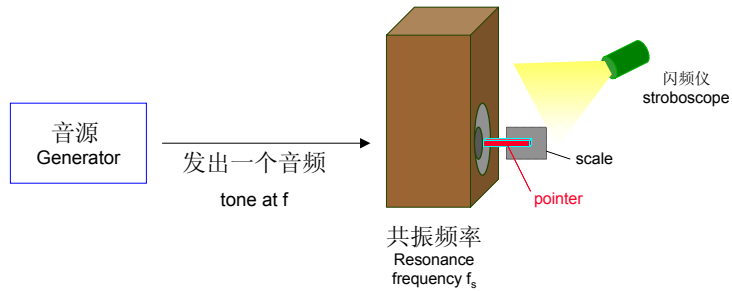 音源
Generator
发出一个音频
tone at f
闪频仪
stroboscope
scale
pointer
共振频率
Resonance
frequency fs